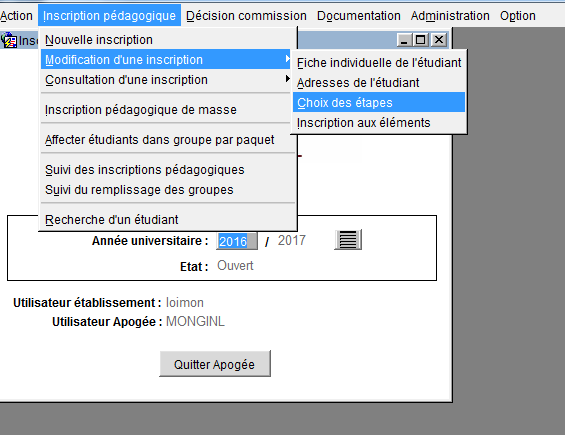 Action Inscription pédagogique Décision commission Documentation Administration Option
Ins
Nouvelle inscription
Modification d'une inscription
Consultation d'une inscription
Inscription pédagogique de masse
Affecter étudiants dans groupe par paquet
Suivi des inscriptions pédagogiques
Suivi du remplissage des groupes
Recherche d'un étudiant
Fiche individuelle de l'étudiant
Adresses de l'étudiant
Choix des étapes
Inscription aux éléments
Année universitaire : 2016 / 2017
Etat : Ouvert
Utilisateur établissement : loimon
Utilisateur Apogée : MONGINL
Quitter Apogée